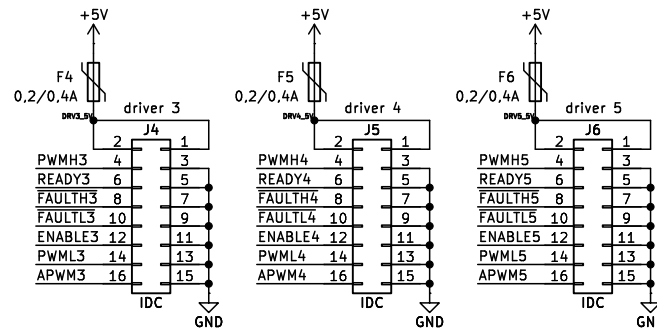 +5V
F4
0,2/0,4A
driver 3
DRV3_5V
J4
2 1
PWMH3 4 3
READY3 6 5
FAULTH3 8 7
FAULTL3 10 9
ENABLE3 12 11
PWML3 14 13
APWM3 16 15
IDC
GND
+5V
F5
0,2/0,4A
driver 4
DRV4_5V
J5
2 1
PWMH4 4 3
READY4 6 5
FAULTH4 8 7
FAULTL4 10 9
ENABLE4 12 11
PWML4 14 13
APWM4 16 15
IDC
GND
+5V
F6
0,2/0,4A
driver 5
DRV5_5V
J6
2 1
PWMH5 4 3
READY5 6 5
FAULTH5 8 7
FAULTL5 10 9
ENABLE5 12 11
PWML5 14 13
APWM5 16 15
IDC
GND